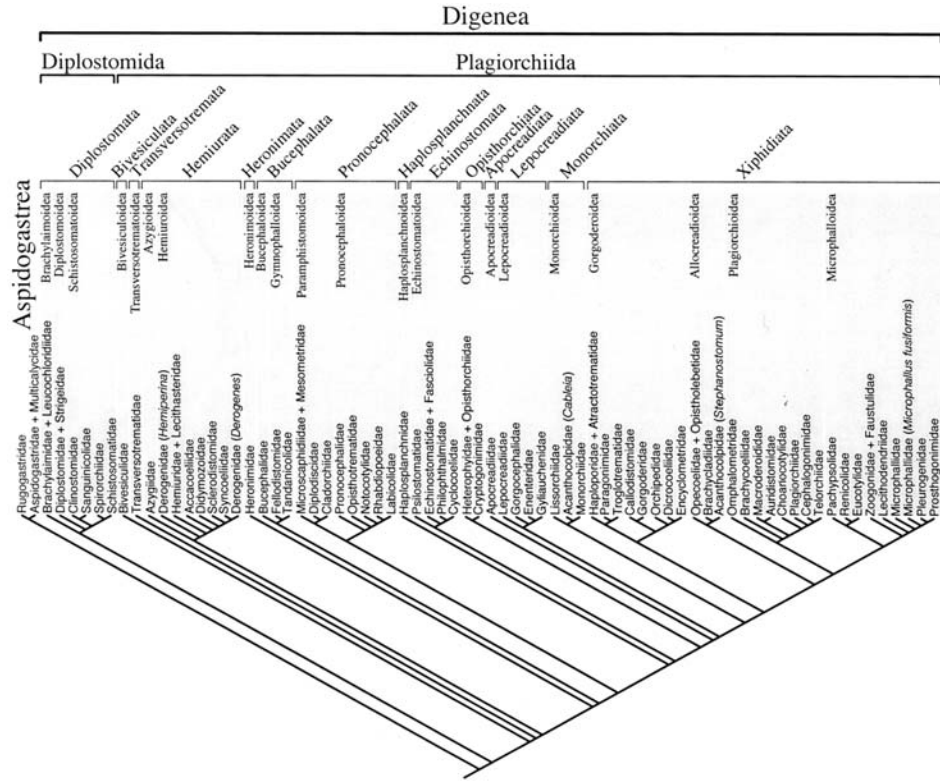 Digenea
Diplostomida
Plagiorchiida
Diplostomata
Bivesiculata
Transversotremata
Hemiurata
Heronimata
Bucephalata
Pronocephalata
Haplosplanchnata
Echinostomata
Opisthorchiata
Apocreadiata
Lepocreadiata
Monorchiata
Xiphidiata
Aspidogastrea
Brachylaimoidea
Diplostomoidea
Schistosomatoidea
Bivesiculoidea
Transversotrematoidea
Azygioidea
Hemiuroidea
Heronimoidea
Bucephaloidea
Gymnophalloidea
Paramphistomoidea
Pronocephaloidea
Haplosplanchnoidea
Echinostomatoidea
Opisthorchioidea
Apocreadioidea
Lepocreadioidea
Monorchioidea
Gorgoderoidea
Allocreadioidea
Plagiorchioidea
Microphalloidea
Rugogastridae
Aspidogastridae + Multicalycidae
Brachylaimidae + Leucochloridiidae
Diplostomidae + Strigeidae
Clinostomidae
Sanguinicolidae
Spirorchiidae
Schistosomatidae
Bivesiculidae
Transversotrematidae
Azygiidae
Derogenidae (Hemiperina)
Hemiuridae + Lecithasteridae
Accacoeliidae
Didymozoidae
Sclerodistomidae
Syncoeliidae
Derogenidae (Derogenes)
Heronimidae
Bucephalidae
Fellodistomidae
Tandanicolidae
Microscaphidiidae + Mesometridae
Diplodiscidae
Cladorchiidae
Pronocephalidae
Opisthotrematidae
Notocotylidae
Rhabdiopoeidae
Labicolidae
Haplosplanchnidae
Psilostomatidae
Echinostomatidae + Fasciolidae
Philophthalmidae
Cyclocoelidae
Heterophyidae + Opisthorchiidae
Cryptogonimidae
Apocreadiidae
Lepocreadiidae
Gorgocephalidae
Enenteridae
Gyliauchenidae
Lissorchiidae
Acanthocolpidae (Cableia)
Monorchiidae
Haploporidae + Atractotrematidae
Paragonimidae
Troglotrematidae
Callodistomidae
Gorgoderidae
Orchipedidae
Dicrocoeliidae
Encyclometridae
Opecoelidae + Opistholebetidae
Brachycladiidae
Acanthocolpidae (Stephanostomum)
Omphalometridae
Brachycoeliidae
Macroderoididae
Auridistomidae
Choanocotylidae
Plagiorchiidae
Cephalogonimidae
Telorchiidae
Pachypsolidae
Renicolidae
Eucotylidae
Zoogonidae + Faustulidae
Lecithodendriidae
Microphallidae
Microphallidae (Microphallus fusiformis)
Pleurogenidae
Prosthogonimidae